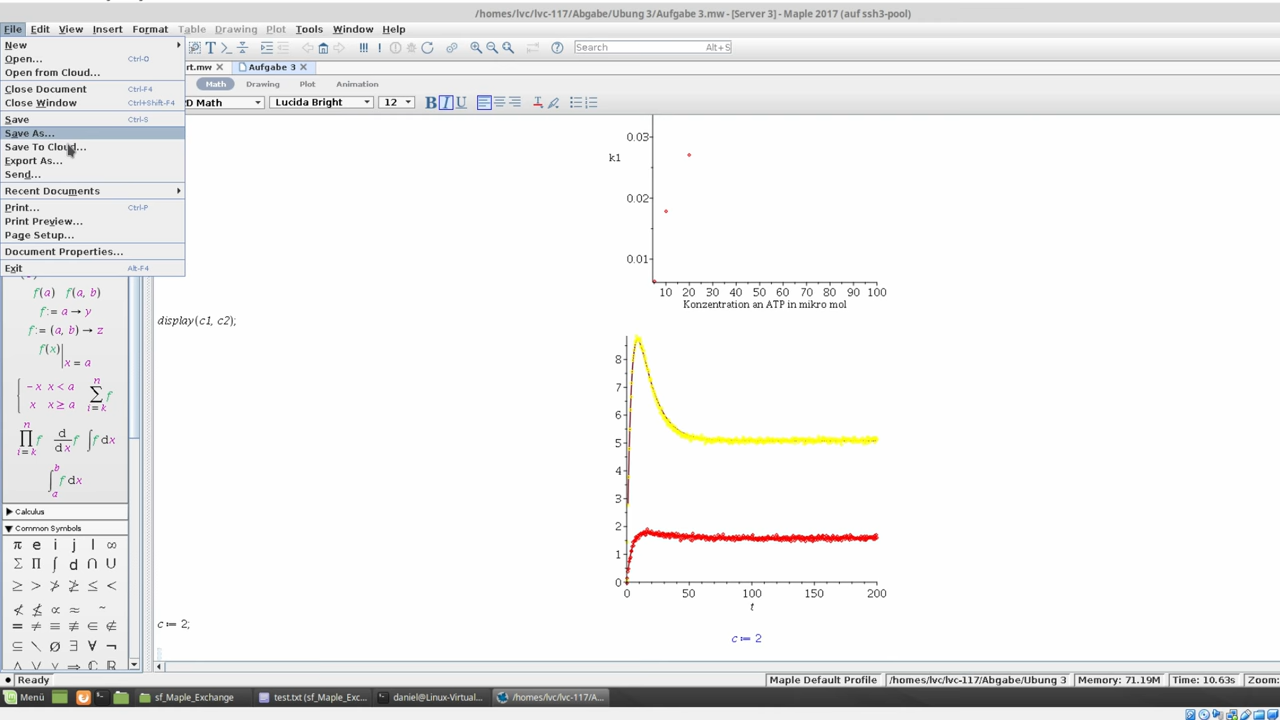 /homes/lvc/lvc-117/Abgabe/Ubung 3/Aufgabe 3.mw - [Server 3] - Maple 2017 (auf ssh3-pool)
File Edit View Insert Format Table Drawing Plot Tools Window Help
New
Open... Ctrl-O
Open from Cloud...
Close Document Ctrl-F4
Close Window Ctrl+Shift-F4
Save Ctrl-S
Save As...
Save To Cloud...
Export As...
Send...
Recent Documents
Print... Ctrl-P
Print Preview...
Page Setup...
Document Properties...
Exit Alt-F4
Search Alt+S
rt.mw Aufgabe 3
Math Drawing Plot Animation
D Math Lucida Bright 12 B I U
0.03
k1
0.02
0.01
10 20 30 40 50 60 70 80 90 100
Konzentration an ATP in mikro mol
display(c1, c2);
8
7
6
5
4
3
2
1
0
0 50 100 150 200
t
c ≔ 2;
c ≔ 2
f(a) f(a, b)
f := a → y
f := (a, b) → z
f(x)| x = a
{ −x x < a
x x ≥ a
n ∑ i = k f
n ∏ i = k f d/dx f ∫ f dx
∫ b a f dx
Calculus
Common Symbols
π e i j I ∞
Σ Π ∫ d ∩ U
≥ > ≯ ≱ ≤ <
≮ ≰ ∝ ≈ ~
= ≠ ≡ ≢ ∈ ∉
⊆ \ ∅ ∃ ∀ ¬
∧ ∨ ⇒ ℂ ℝ
Ready
Maple Default Profile /homes/lvc/lvc-117/Abgabe/Ubung 3 Memory: 71.19M Time: 10.63s Zoom:
Menü sf_Maple_Exchange test.txt (sf_Maple_Exc... daniel@Linux-Virtual... /homes/lvc/lvc-117/A...